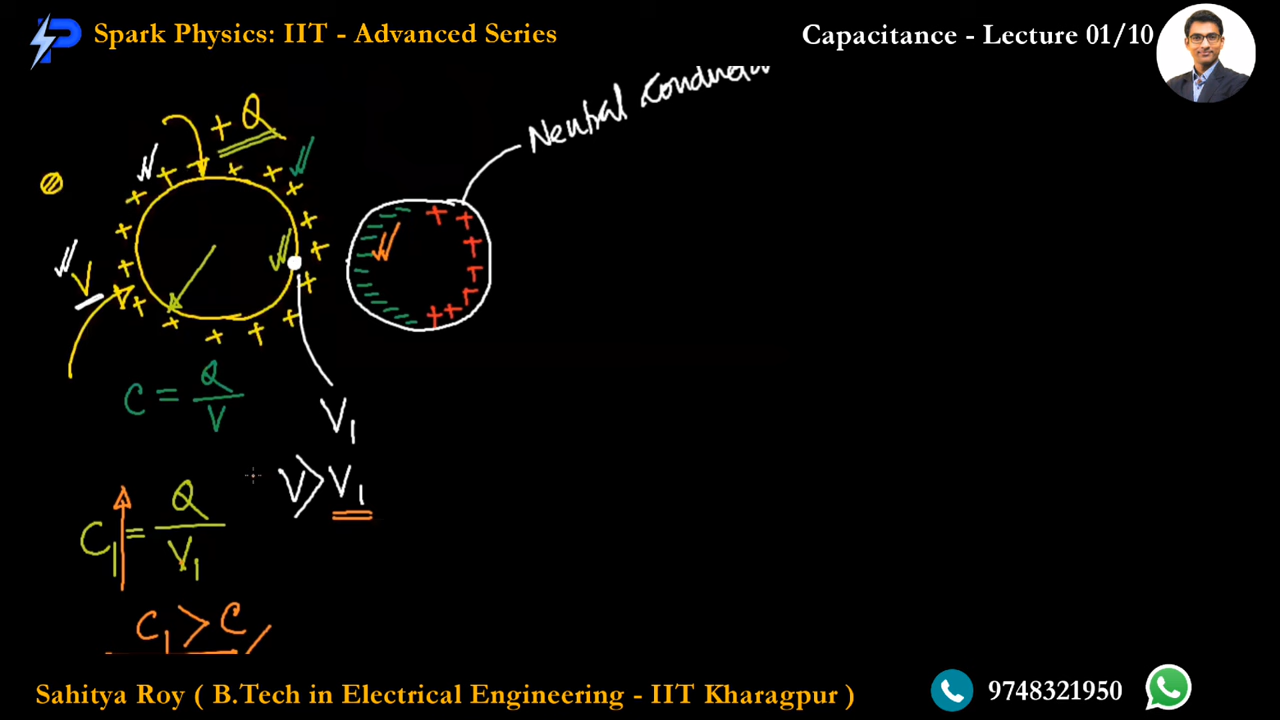 Spark Physics: IIT - Advanced Series
Capacitance - Lecture 01/10
Neutral Conductor
+ Q
V
C = Q/V
V₁
V > V₁
C₁ = Q/V₁
C₁ > C
Sahitya Roy ( B.Tech in Electrical Engineering - IIT Kharagpur )
9748321950